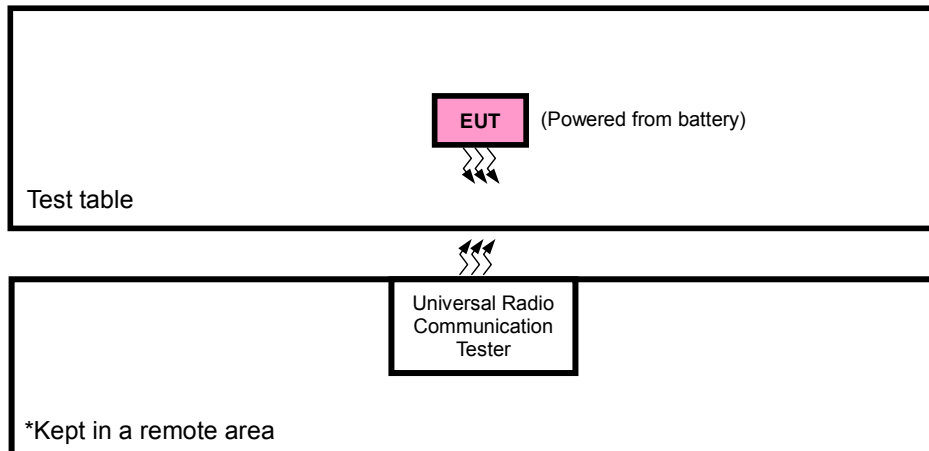 EUT
(Powered from battery)
Test table
Universal Radio
Communication
Tester
*Kept in a remote area